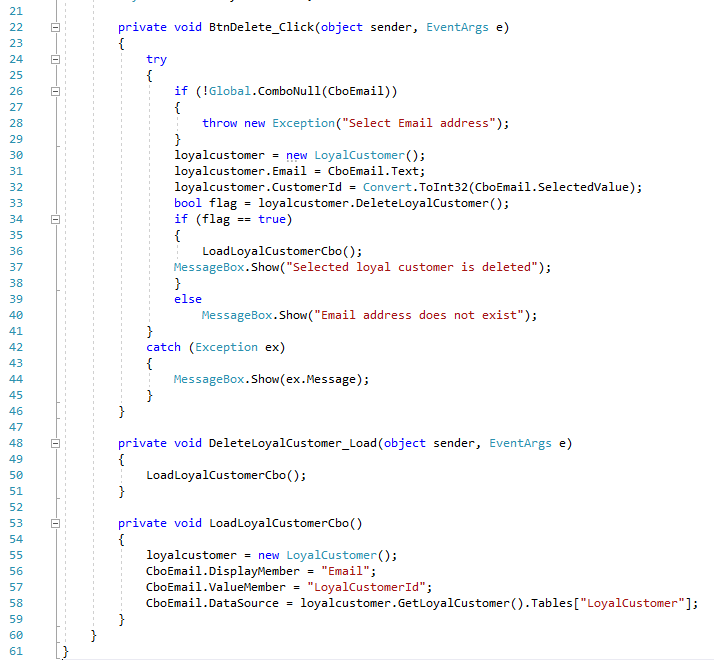 21
22 private void BtnDelete_Click(object sender, EventArgs e)
23 {
24 try
25 {
26 if (!Global.ComboNull(CboEmail))
27 {
28 throw new Exception("Select Email address");
29 }
30 loyalcustomer = new LoyalCustomer();
31 loyalcustomer.Email = CboEmail.Text;
32 loyalcustomer.CustomerId = Convert.ToInt32(CboEmail.SelectedValue);
33 bool flag = loyalcustomer.DeleteLoyalCustomer();
34 if (flag == true)
35 {
36 LoadLoyalCustomerCbo();
37 MessageBox.Show("Selected loyal customer is deleted");
38 }
39 else
40 MessageBox.Show("Email address does not exist");
41 }
42 catch (Exception ex)
43 {
44 MessageBox.Show(ex.Message);
45 }
46 }
47
48 private void DeleteLoyalCustomer_Load(object sender, EventArgs e)
49 {
50 LoadLoyalCustomerCbo();
51 }
52
53 private void LoadLoyalCustomerCbo()
54 {
55 loyalcustomer = new LoyalCustomer();
56 CboEmail.DisplayMember = "Email";
57 CboEmail.ValueMember = "LoyalCustomerId";
58 CboEmail.DataSource = loyalcustomer.GetLoyalCustomer().Tables["LoyalCustomer"];
59 }
60 }
61 }